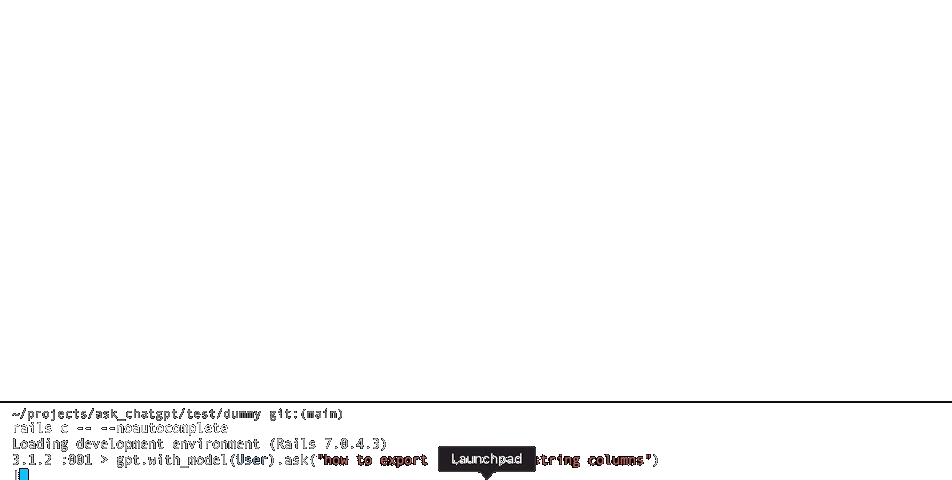 ~/projects/ask_chatgpt/test/dummy git:(main)
rails c -- --noautocomplete
Loading development environment (Rails 7.0.4.3)
3.1.2 :001 > gpt.with_model(User).ask("how to export string columns")
Launchpad